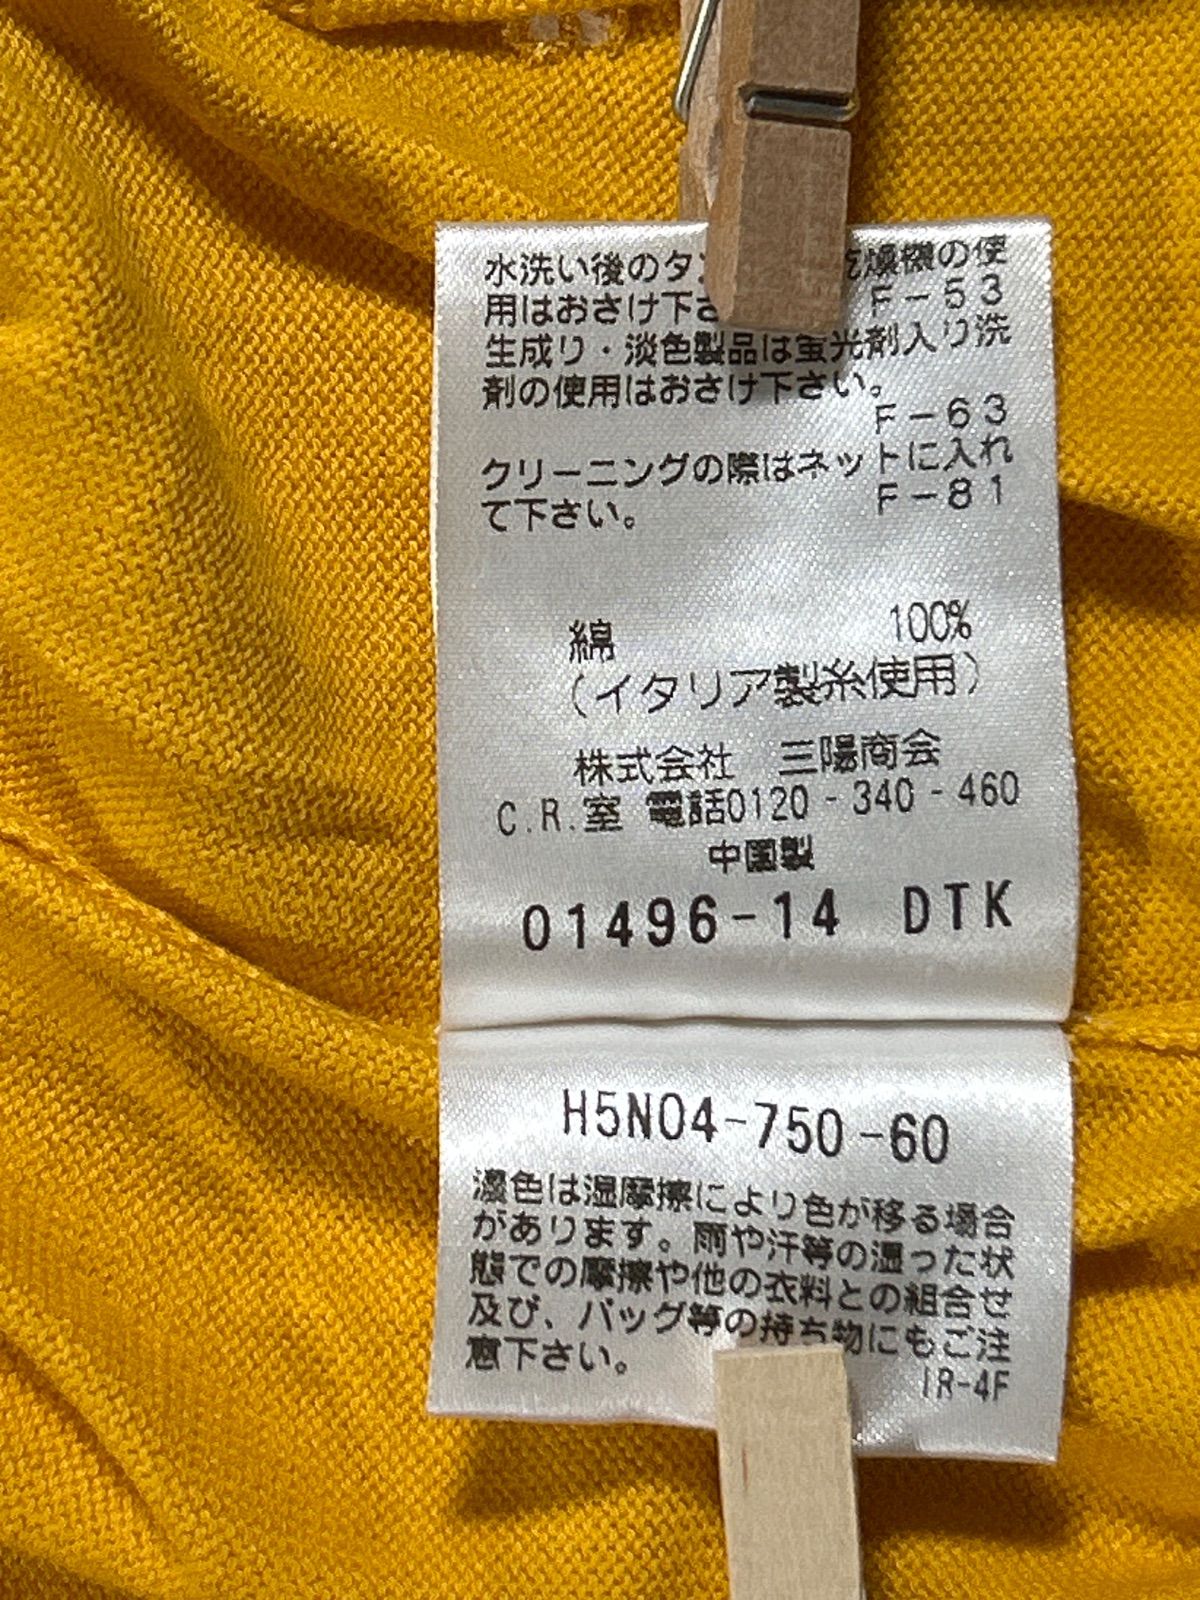 水洗い後のタン 乾燥機の使
用はおさけ下さ F-53
生成り・淡色製品は蛍光剤入り洗
剤の使用はおさけ下さい。
F-63
クリーニングの際はネットに入れ
て下さい。 F-81
綿 100%
(イタリア製糸使用)
株式会社 三陽商会
C.R.室 電話0120-340-460
中国製
01496-14 DTK
H5N04-750-60
濃色は湿摩擦により色が移る場合
があります。雨や汗等の湿った状
態での摩擦や他の衣料との組合せ
及び、バッグ等の持ち物にもご注
意下さい。 IR-4F